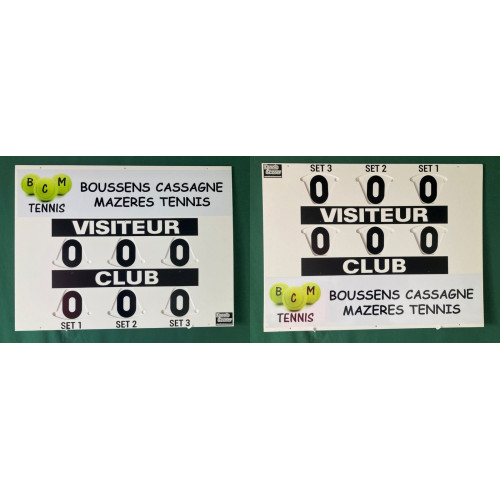 B C M
TENNIS
BOUSSENS CASSAGNE
MAZERES TENNIS
VISITEUR
0 0 0
CLUB
0 0 0
SET 1 SET 2 SET 3
SET 3 SET 2 SET 1
0 0 0
VISITEUR
0 0 0
CLUB
B C M
TENNIS
BOUSSENS CASSAGNE
MAZERES TENNIS